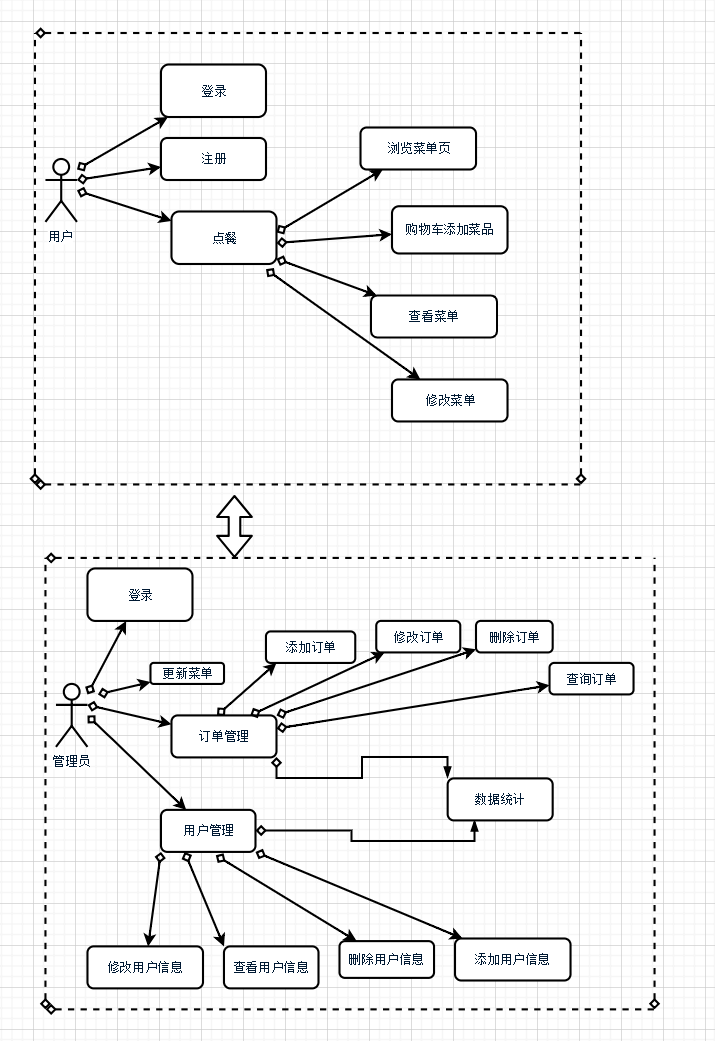 登录
注册
用户
点餐
浏览菜单页
购物车添加菜品
查看菜单
修改菜单
登录
更新菜单
管理员
添加订单
修改订单
删除订单
查询订单
订单管理
数据统计
用户管理
修改用户信息
查看用户信息
删除用户信息
添加用户信息